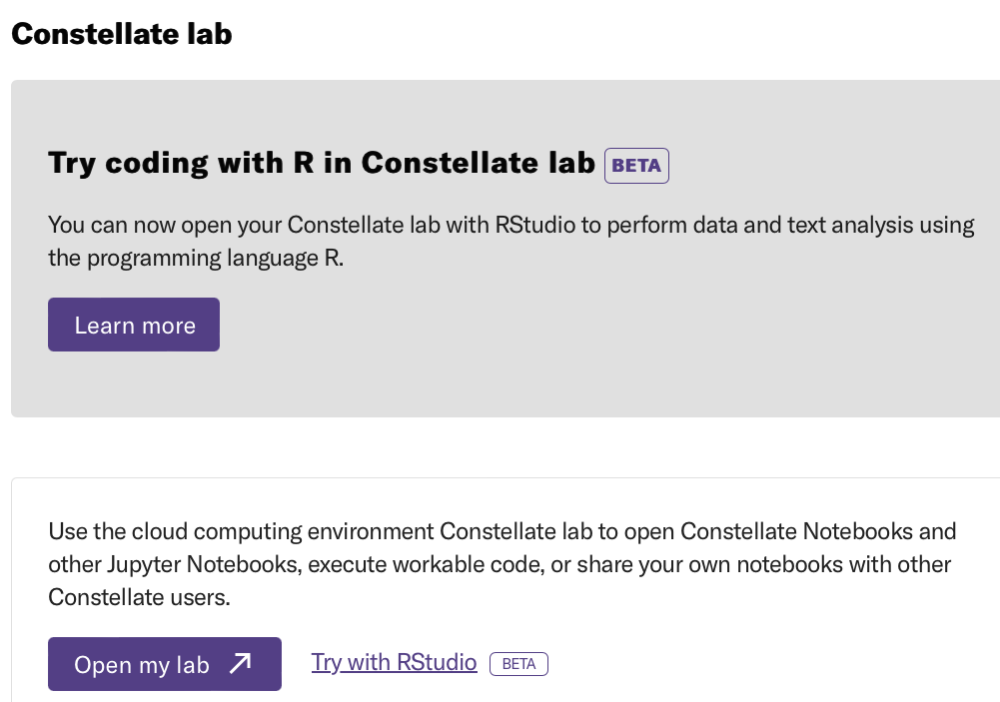 Constellate lab
Try coding with R in Constellate lab BETA
You can now open your Constellate lab with RStudio to perform data and text analysis using
the programming language R.
Learn more
Use the cloud computing environment Constellate lab to open Constellate Notebooks and
other Jupyter Notebooks, execute workable code, or share your own notebooks with other
Constellate users.
Open my lab Try with RStudio BETA